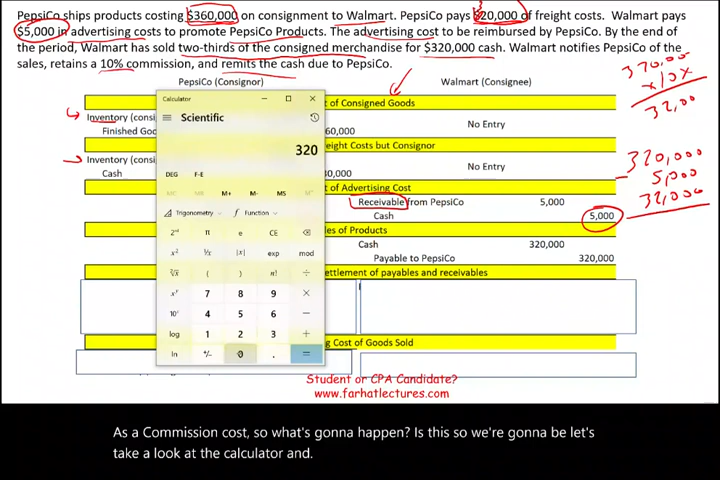 PepsiCo ships products costing $360,000 on consignment to Walmart. PepsiCo pays $20,000 of freight costs. Walmart pays
$5,000 in advertising costs to promote PepsiCo Products. The advertising cost to be reimbursed by PepsiCo. By the end of
the period, Walmart has sold two-thirds of the consigned merchandise for $320,000 cash. Walmart notifies PepsiCo of the
sales, retains a 10% commission, and remits the cash due to PepsiCo.
PepsiCo (Consignor) Walmart (Consignee)
t of Consigned Goods
Inventory (consi No Entry
Finished Goo 60,000
reight Costs but Consignor
Inventory (consi No Entry
Cash
t of Advertising Cost
Receivable from PepsiCo 5,000
Cash 5,000
les of Products
Cash 320,000
Payable to PepsiCo 320,000
ettlement of payables and receivables
g Cost of Goods Sold
Calculator
Scientific
320
DEG F-E
MC MR M+ M- MS M˅
Trigonometry Function
2ⁿᵈ π e CE
x² ¹/x |x| exp mod
( ) n! ÷
xʸ 7 8 9 ×
10ˣ 4 5 6 −
log 1 2 3 +
ln +/- 0 . =
320,000
5,000
32,000
Student or CPA Candidate?
www.farhatlectures.com
As a Commission cost, so what's gonna happen? Is this so we're gonna be let's
take a look at the calculator and.